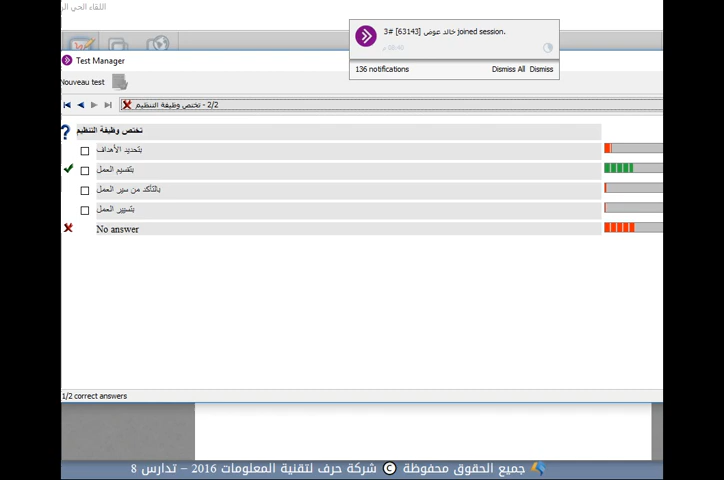 اللقاء الحي الر
3# [63143] خالد عوض joined session.
136 notifications
Dismiss All
Dismiss
Test Manager
Nouveau test
تختص وظيفة التنظيم - 2/2
تختص وظيفة التنظيم
بتحديد الأهداف
بتقسيم العمل
بالتأكد من سير العمل
بتسيير العمل
No answer
1/2 correct answers
جميع الحقوق محفوظة © شركة حرف لتقنية المعلومات 2016 – تدارس 8